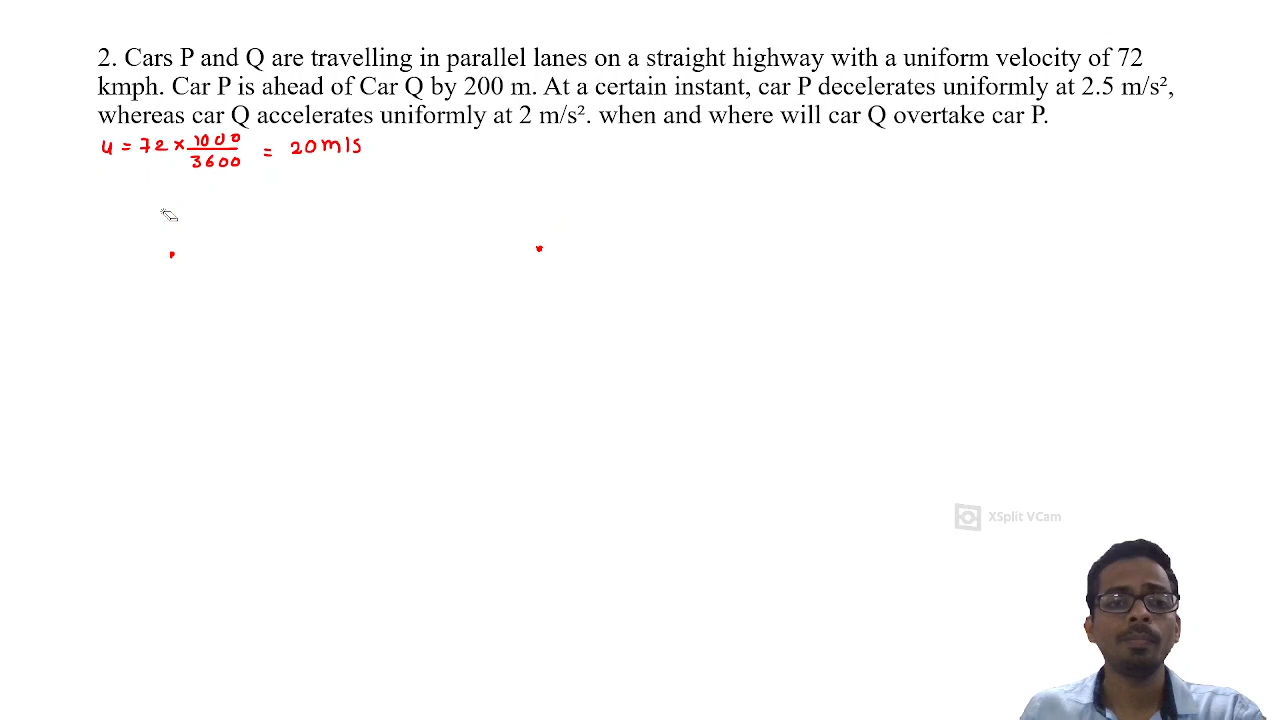 2. Cars P and Q are travelling in parallel lanes on a straight highway with a uniform velocity of 72
kmph. Car P is ahead of Car Q by 200 m. At a certain instant, car P decelerates uniformly at 2.5 m/s²,
whereas car Q accelerates uniformly at 2 m/s². when and where will car Q overtake car P.
u = 72 × 1000/3600 = 20m/s
XSplit VCam